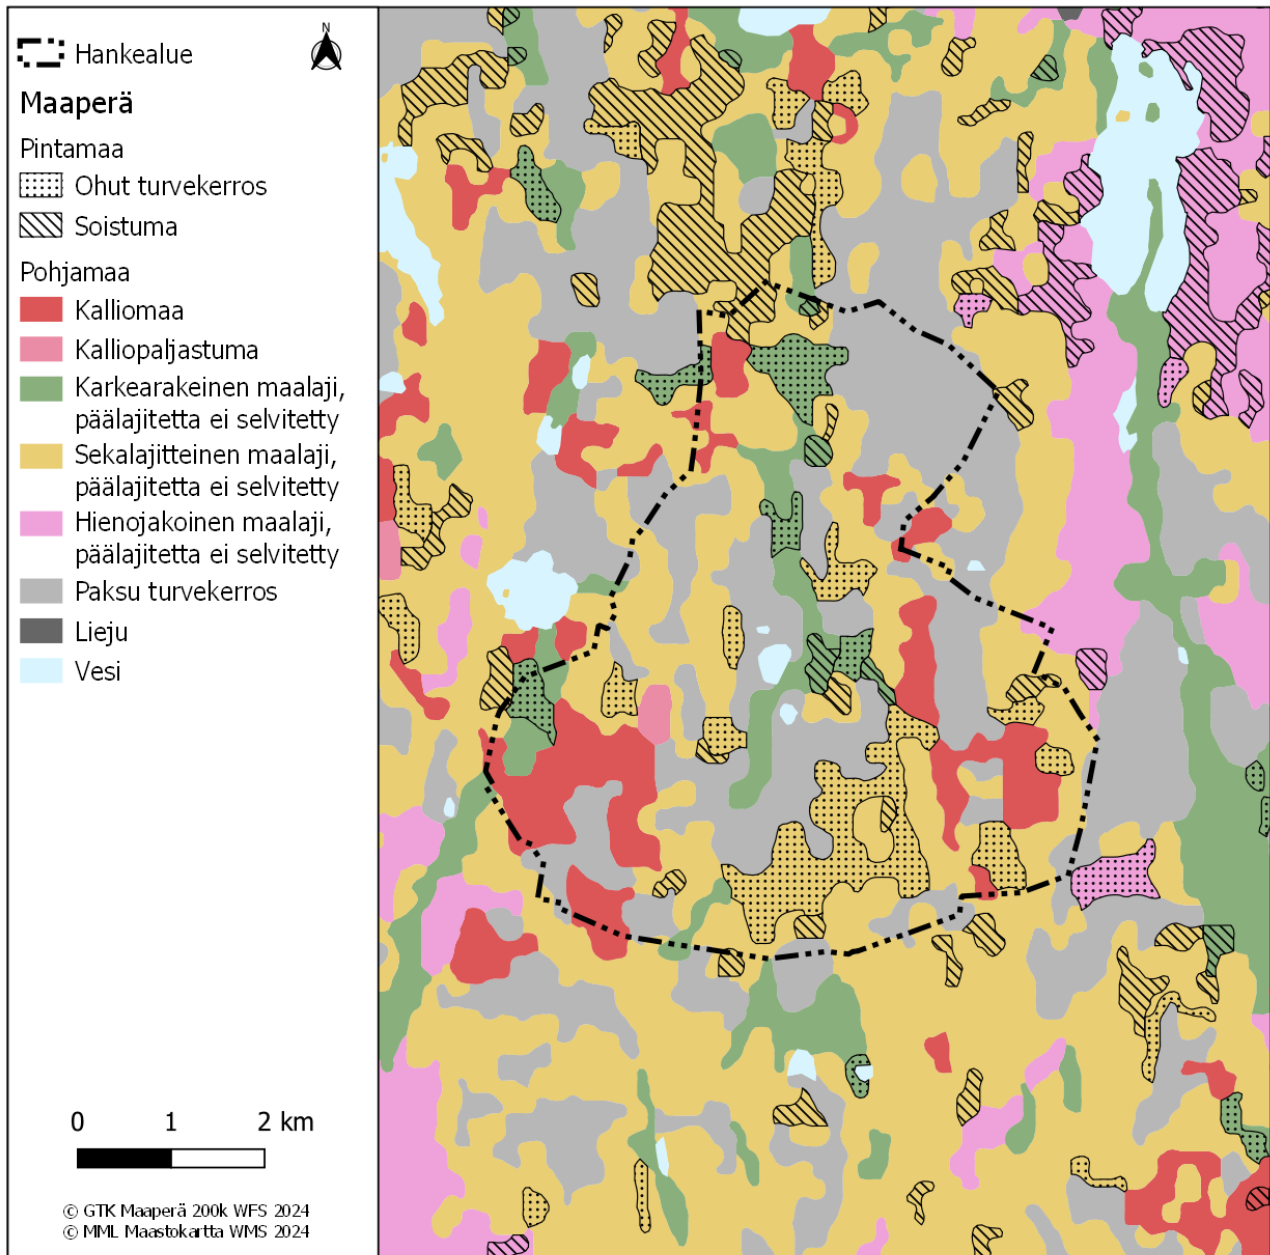 Hankealue
N
Maaperä
Pintamaa
Ohut turvekerros
Soistuma
Pohjamaa
Kalliomaa
Kalliopaljastuma
Karkearakeinen maalaji,
päälajitetta ei selvitetty
Sekalajitteinen maalaji,
päälajitetta ei selvitetty
Hienojakoinen maalaji,
päälajitetta ei selvitetty
Paksu turvekerros
Lieju
Vesi
0 1 2 km
© GTK Maaperä 200k WFS 2024
© MML Maastokartta WMS 2024